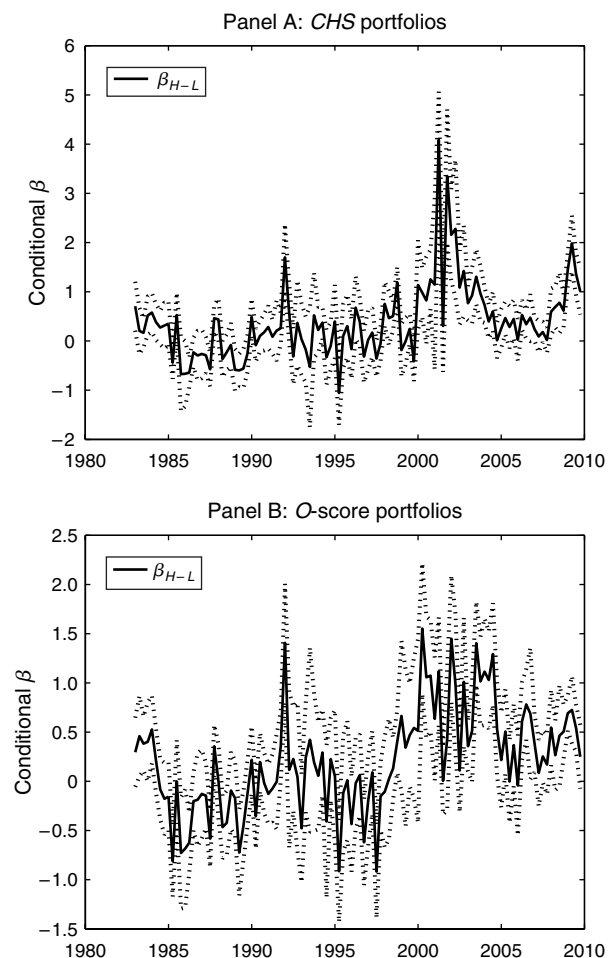 Panel A: CHS portfolios
6
5
4
3
2
1
0
−1
−2
Conditional β
β_{H−L}
1980 1985 1990 1995 2000 2005 2010
Panel B: O-score portfolios
2.5
2.0
1.5
1.0
0.5
0
−0.5
−1.0
−1.5
Conditional β
β_{H−L}
1980 1985 1990 1995 2000 2005 2010